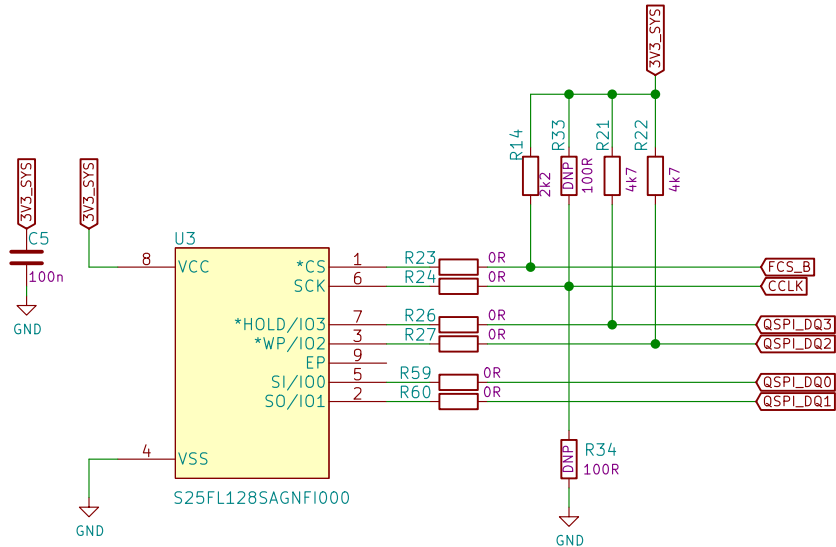 3V3_SYS
R14
R33
R21
R22
2k2
DNP
100R
4k7
4k7
3V3_SYS
3V3_SYS
C5
100n
GND
U3
8
VCC
*CS
1
R23
0R
FCS_B
SCK
6
R24
0R
CCLK
*HOLD/IO3
7
R26
0R
QSPI_DQ3
*WP/IO2
3
R27
0R
QSPI_DQ2
EP
9
SI/IO0
5
R59
0R
QSPI_DQ0
SO/IO1
2
R60
0R
QSPI_DQ1
4
VSS
S25FL128SAGNFI000
GND
DNP
R34
100R
GND